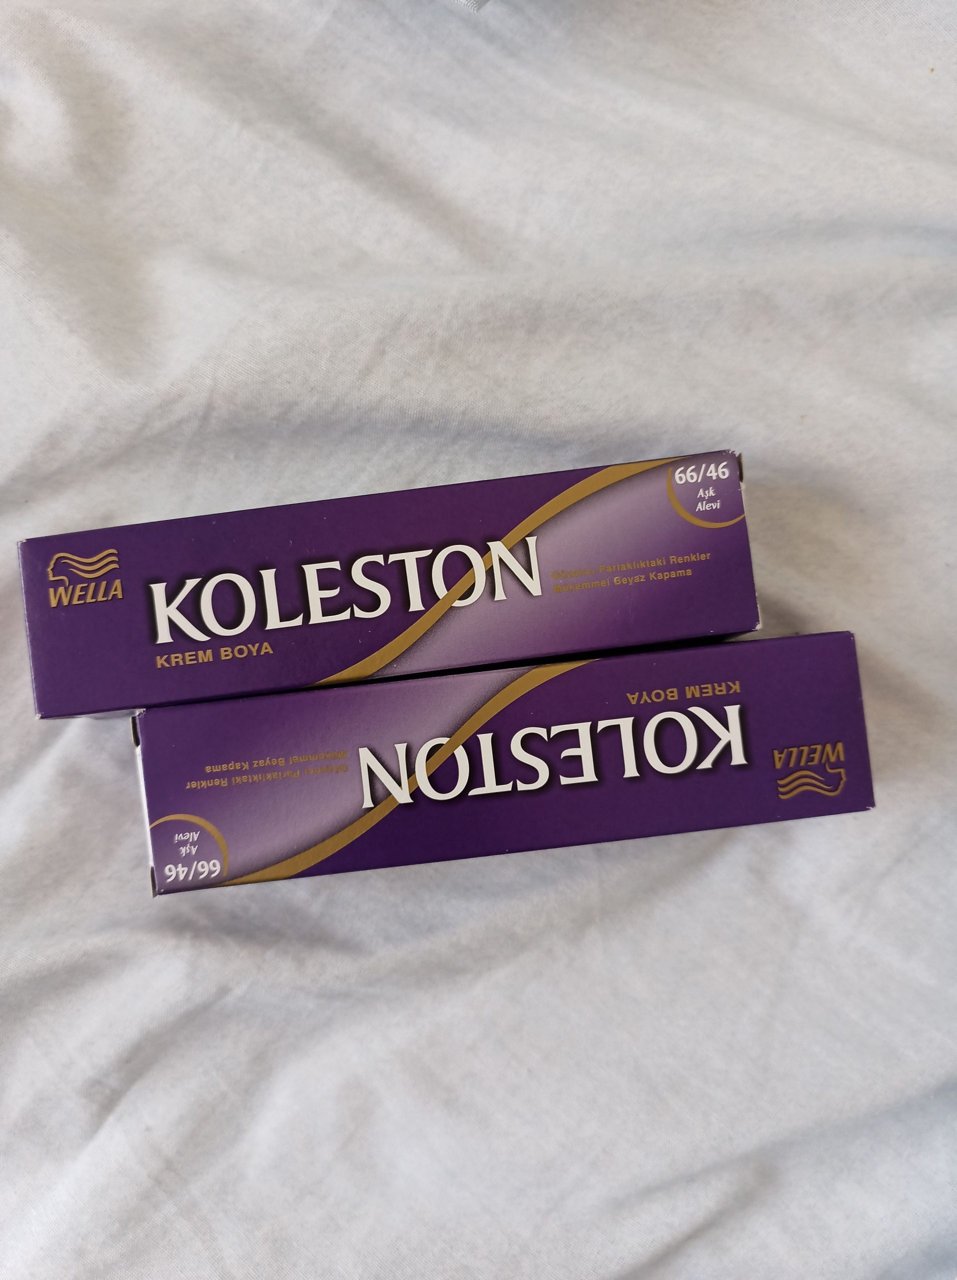 66/46
Aşk
Alevi
WELLA
KOLESTON
KREM BOYA
Parlaklıktaki Renkler
Mükemmel Beyaz Kapama
WELLA
KOLESTON
KREM BOYA
Parlaklıktaki Renkler
Mükemmel Beyaz Kapama
66/46
Aşk
Alevi